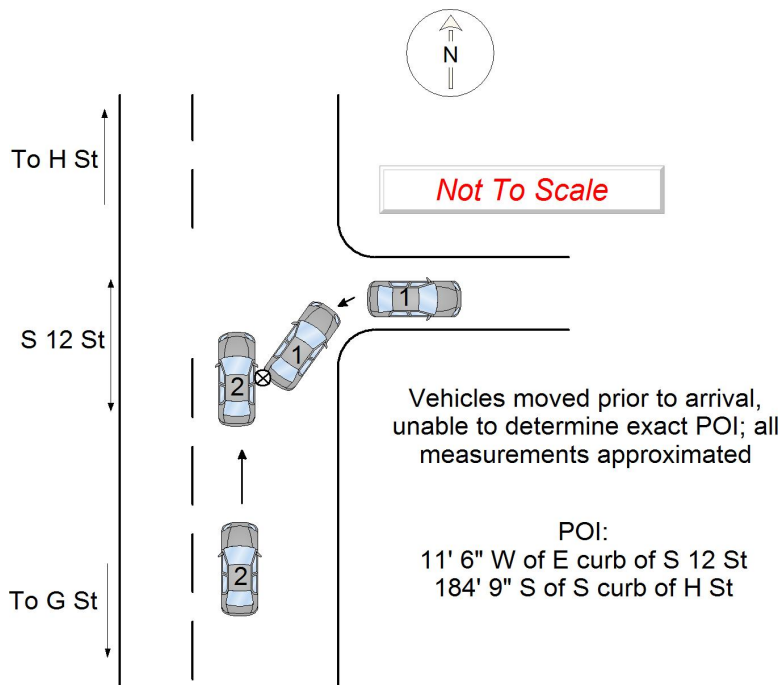 N
To H St
Not To Scale
1
S 12 St
1
2
Vehicles moved prior to arrival,
unable to determine exact POI; all
measurements approximated
POI:
11' 6" W of E curb of S 12 St
184' 9" S of S curb of H St
2
To G St